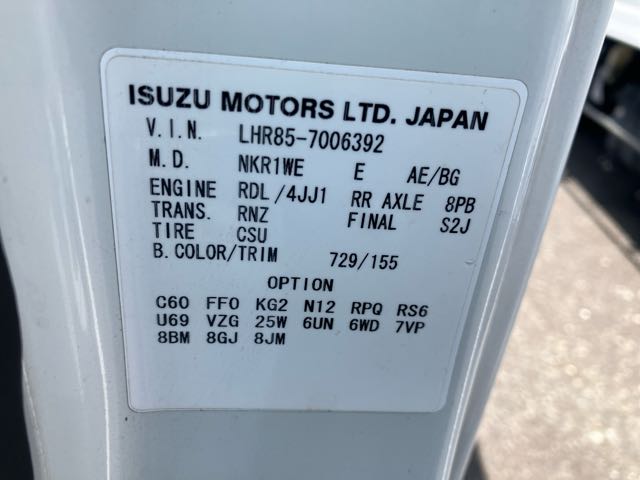 ISUZU MOTORS LTD. JAPAN
V.I.N. LHR85-7006392
M.D. NKR1WE E AE/BG
ENGINE RDL/4JJ1 RR AXLE 8PB
TRANS. RNZ FINAL S2J
TIRE CSU
B.COLOR/TRIM 729/155
OPTION
C60 FF0 KG2 N12 RPQ RS6
U69 VZG 25W 6UN 6WD 7VP
8BM 8GJ 8JM